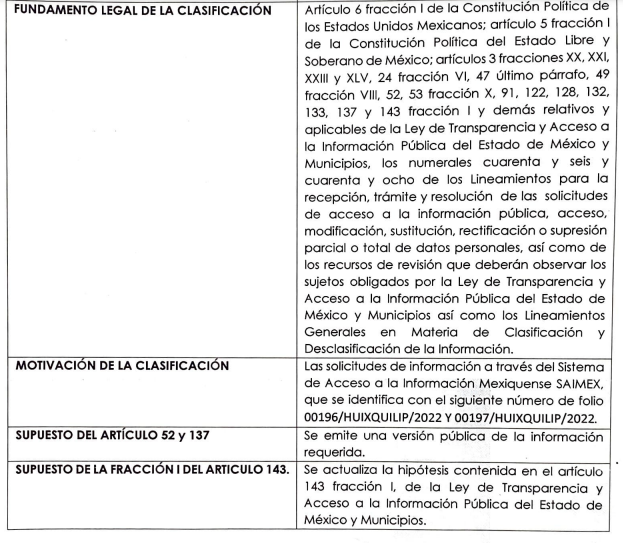 FUNDAMENTO LEGAL DE LA CLASIFICACIÓN
Artículo 6 fracción I de la Constitución Política de
los Estados Unidos Mexicanos; artículo 5 fracción I
de la Constitución Política del Estado Libre y
Soberano de México; artículos 3 fracciones XX, XXI,
XXIII y XLV, 24 fracción VI, 47 último párrafo, 49
fracción VIII, 52, 53 fracción X, 91, 122, 128, 132,
133, 137 y 143 fracción I y demás relativos y
aplicables de la Ley de Transparencia y Acceso a
la Información Pública del Estado de México y
Municipios, los numerales cuarenta y seis y
cuarenta y ocho de los Lineamientos para la
recepción, trámite y resolución de las solicitudes
de acceso a la información pública, acceso,
modificación, sustitución, rectificación o supresión
parcial o total de datos personales, así como de
los recursos de revisión que deberán observar los
sujetos obligados por la Ley de Transparencia y
Acceso a la Información Pública del Estado de
México y Municipios así como los Lineamientos
Generales en Materia de Clasificación y
Desclasificación de la Información.
MOTIVACIÓN DE LA CLASIFICACIÓN
Las solicitudes de información a través del Sistema
de Acceso a la Información Mexiquense SAIMEX,
que se identifica con el siguiente número de folio
00196/HUIXQUILIP/2022 Y 00197/HUIXQUILIP/2022.
SUPUESTO DEL ARTÍCULO 52 y 137
Se emite una versión pública de la información
requerida.
SUPUESTO DE LA FRACCIÓN I DEL ARTICULO 143.
Se actualiza la hipótesis contenida en el artículo
143 fracción I, de la Ley de Transparencia y
Acceso a la Información Pública del Estado de
México y Municipios.